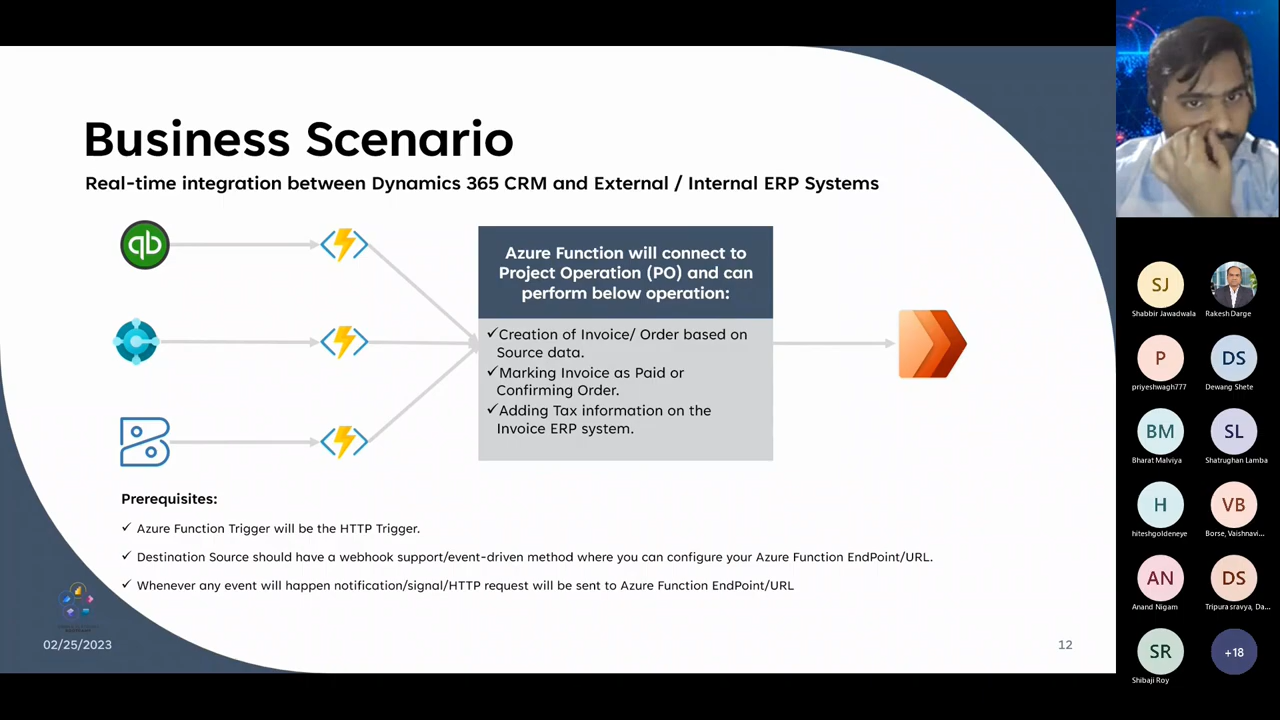 Business Scenario
Real-time integration between Dynamics 365 CRM and External / Internal ERP Systems
qb
Azure Function will connect to
Project Operation (PO) and can
perform below operation:
✓Creation of Invoice/ Order based on
Source data.
✓Marking Invoice as Paid or
Confirming Order.
✓Adding Tax information on the
Invoice ERP system.
Prerequisites:
✓ Azure Function Trigger will be the HTTP Trigger.
✓ Destination Source should have a webhook support/event-driven method where you can configure your Azure Function EndPoint/URL.
✓ Whenever any event will happen notification/signal/HTTP request will be sent to Azure Function EndPoint/URL
02/25/2023
12
SJ
Shabbir Jawadwala
Rakesh Darge
P
priyeshwagh777
DS
Dewang Shete
BM
Bharat Malviya
SL
Shatrughan Lamba
H
hiteshgoldeneye
VB
Borse, Vaishnavi...
AN
Anand Nigam
DS
Tripura sravya, Da...
SR
Shibaji Roy
+18